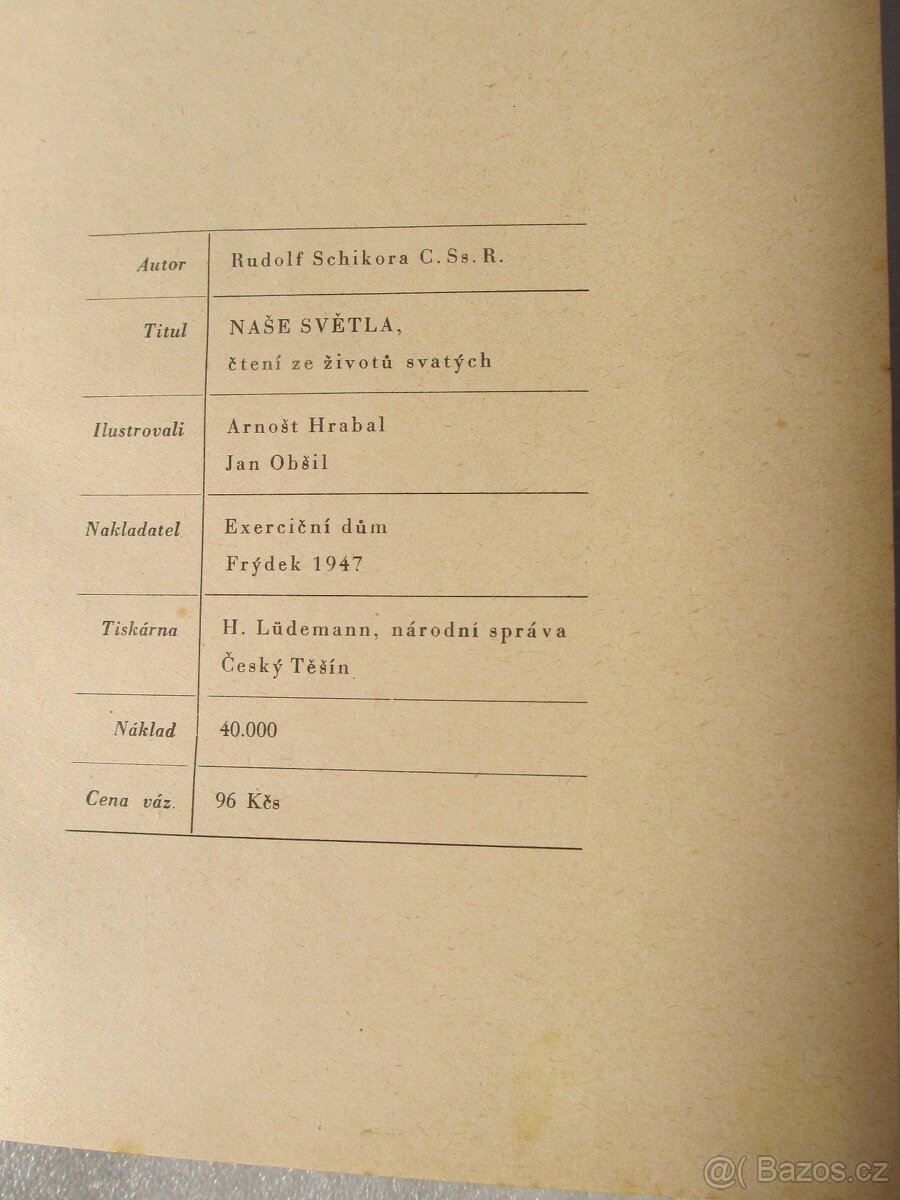 Autor Rudolf Schikora C. Ss. R.
Titul NAŠE SVĚTLA,
čtení ze životů svatých
Ilustrovali Arnošt Hrabal
Jan Obšil
Nakladatel Exerciční dům
Frýdek 1947
Tiskárna H. Lüdemann, národní správa
Český Těšín
Náklad 40.000
Cena váz. 96 Kčs
@( Bazos.cz